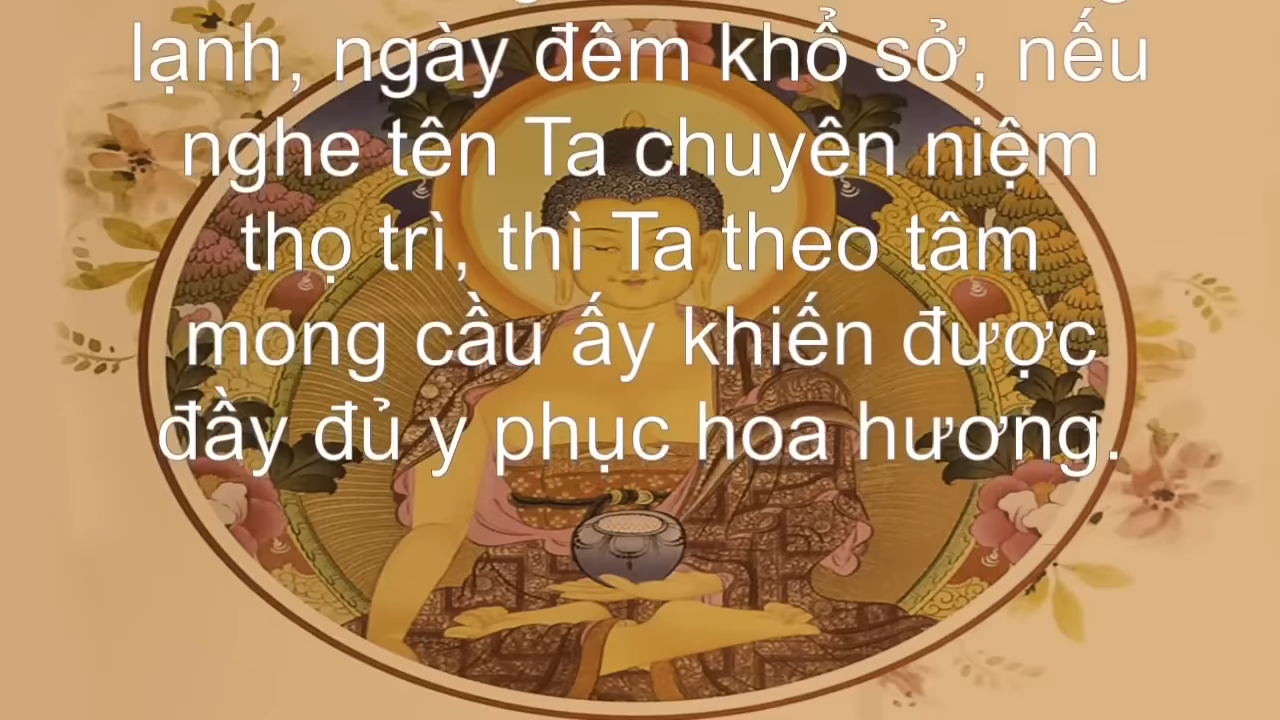 lạnh, ngày đêm khổ sở, nếu
nghe tên Ta chuyên niệm
thọ trì, thì Ta theo tâm
mong cầu ấy khiến được
đầy đủ y phục hoa hương.